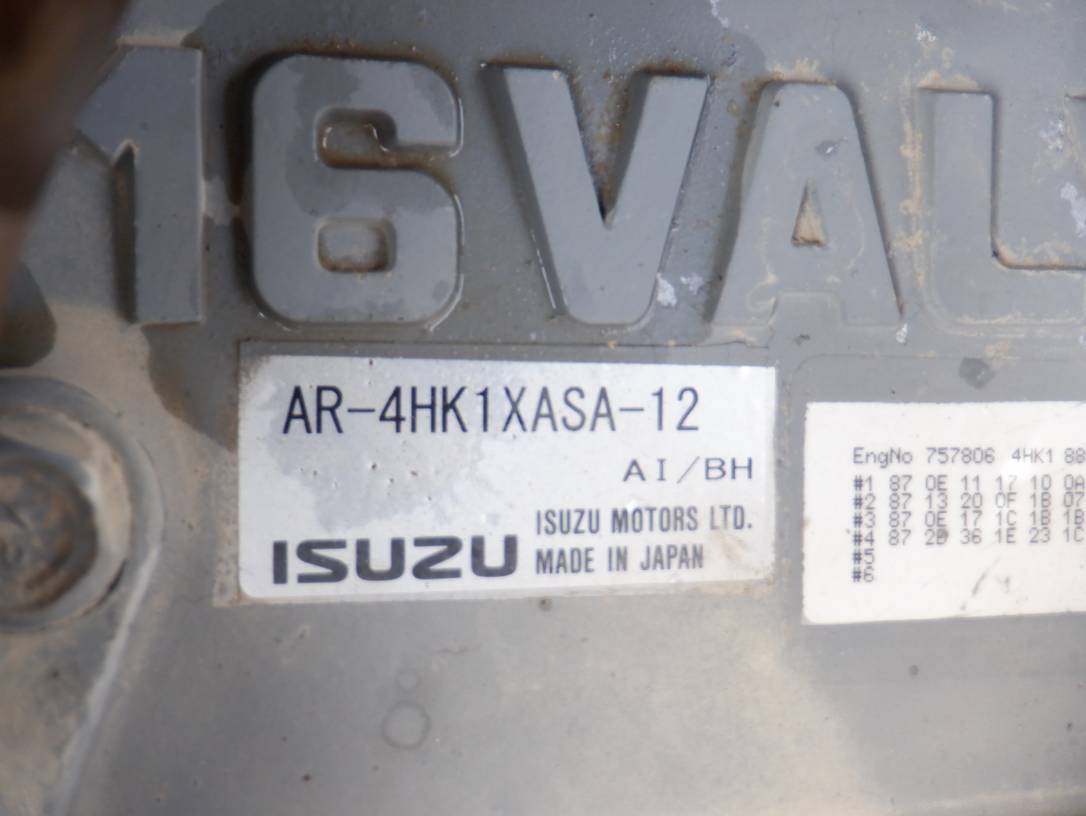 16VAL
AR-4HK1XASA-12
AI/BH
ISUZU MOTORS LTD.
ISUZU MADE IN JAPAN
EngNo 757806 4HK1 88
#1 87 0E 11 17 10 0A
#2 87 13 20 0F 1B 07
#3 87 0E 17 1C 1B 1B
#4 87 2D 36 1E 23 1C
#5
#6